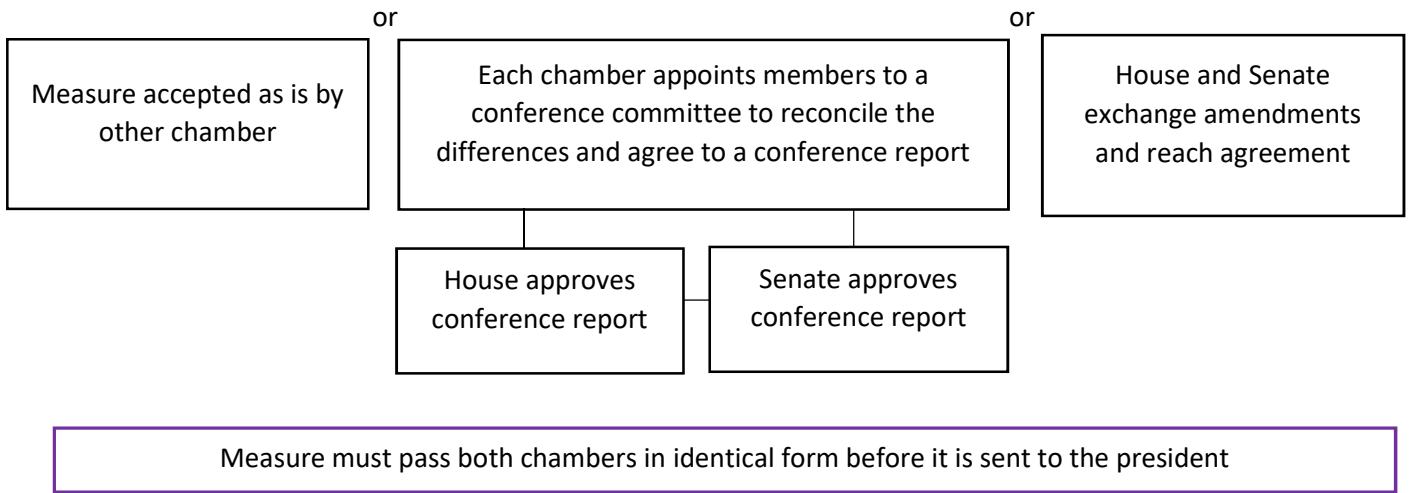 or
or
Measure accepted as is by
other chamber
Each chamber appoints members to a
conference committee to reconcile the
differences and agree to a conference report
House and Senate
exchange amendments
and reach agreement
House approves
conference report
Senate approves
conference report
Measure must pass both chambers in identical form before it is sent to the president